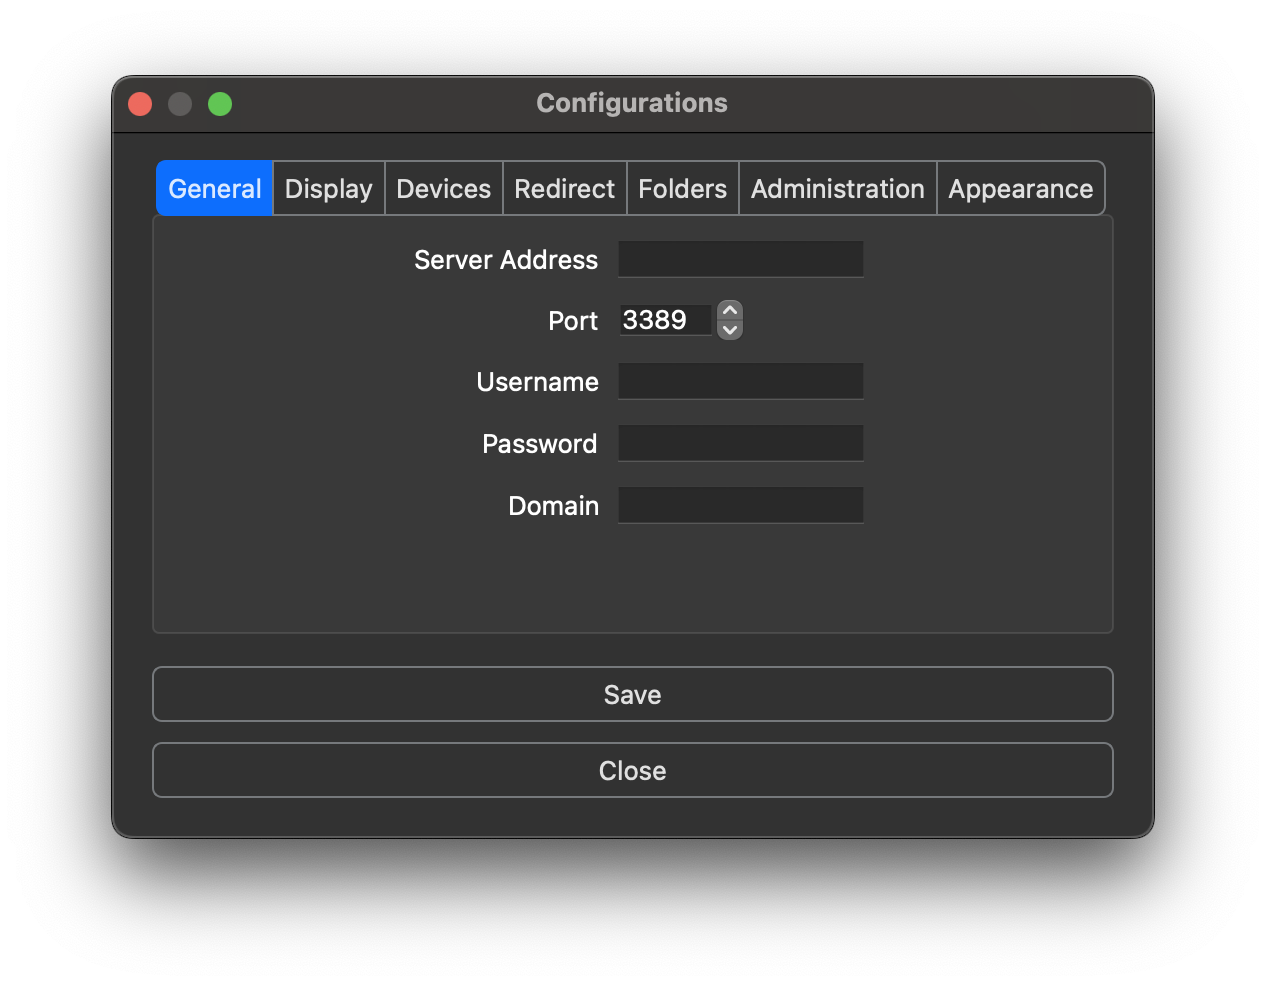 Configurations
General Display Devices Redirect Folders Administration Appearance
Server Address
Port 3389
Username
Password
Domain
Save
Close